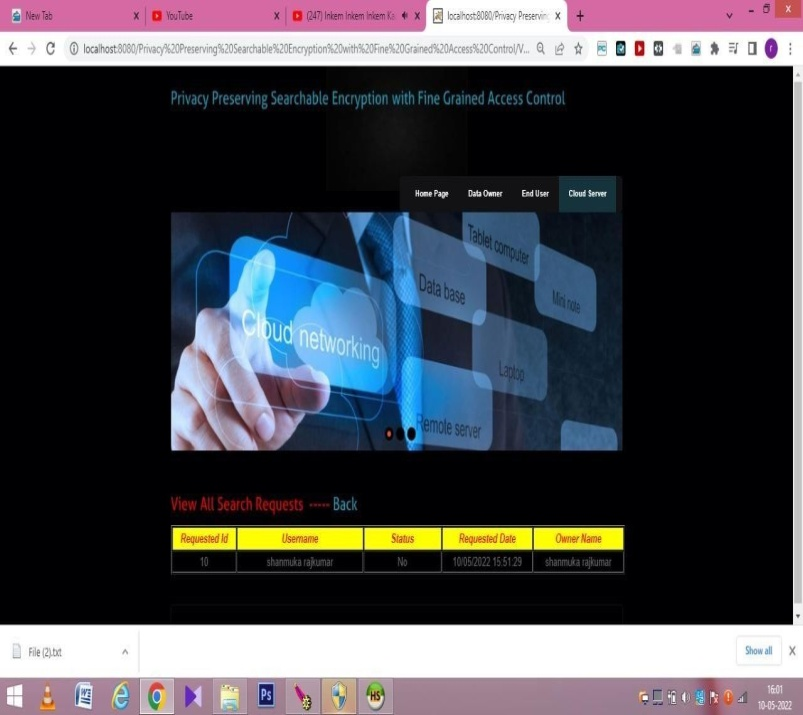 New Tab
YouTube
(247) Inkem Inkem Inkem Ka
localhost:8080/Privacy Preserving
localhost:8080/Privacy%20Preserving%20Searchable%20Encryption%20with%20Fine%20Grained%20Access%20Control/V...
Privacy Preserving Searchable Encryption with Fine Grained Access Control
Home Page Data Owner End User Cloud Server
Tablet computer
Data base
Mini note
Cloud networking
Laptop
Remote server
View All Search Requests ----- Back
Requested Id Username Status Requested Date Owner Name
10 shanmuka rajkumar No 10/05/2022 15:51:29 shanmuka rajkumar
File (2).txt
Show all
Ps
HS
16:01
10-05-2022